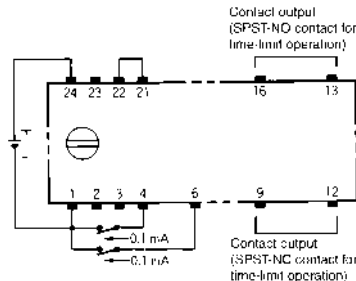 Contact output
(SPST-NO contact for
time-limit operation)
24 23 22 21 16 13
+
−
1 2 3 4 6 9 12
0.1 mA
0.1 mA
Contact output
(SPST-NC contact for
time-limit operation)